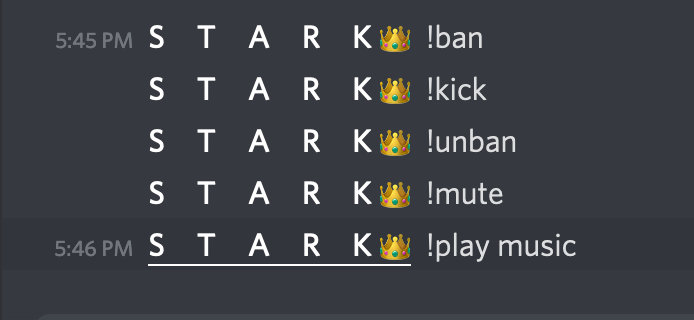 5:45 PM S T A R K👑 !ban
S T A R K👑 !kick
S T A R K👑 !unban
S T A R K👑 !mute
5:46 PM S T A R K👑 !play music